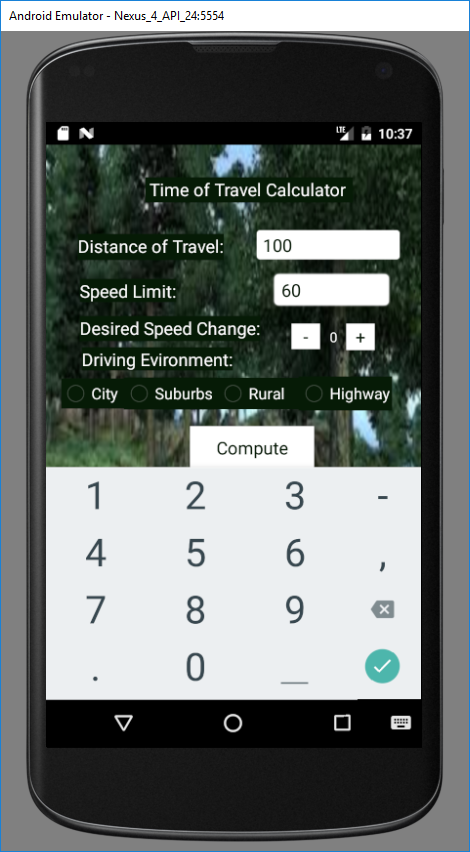 Android Emulator - Nexus_4_API_24:5554
LTE 10:37
Time of Travel Calculator
Distance of Travel: 100
Speed Limit: 60
Desired Speed Change: - 0 +
Driving Evironment:
City Suburbs Rural Highway
Compute
1 2 3 -
4 5 6 ,
7 8 9
. 0 _